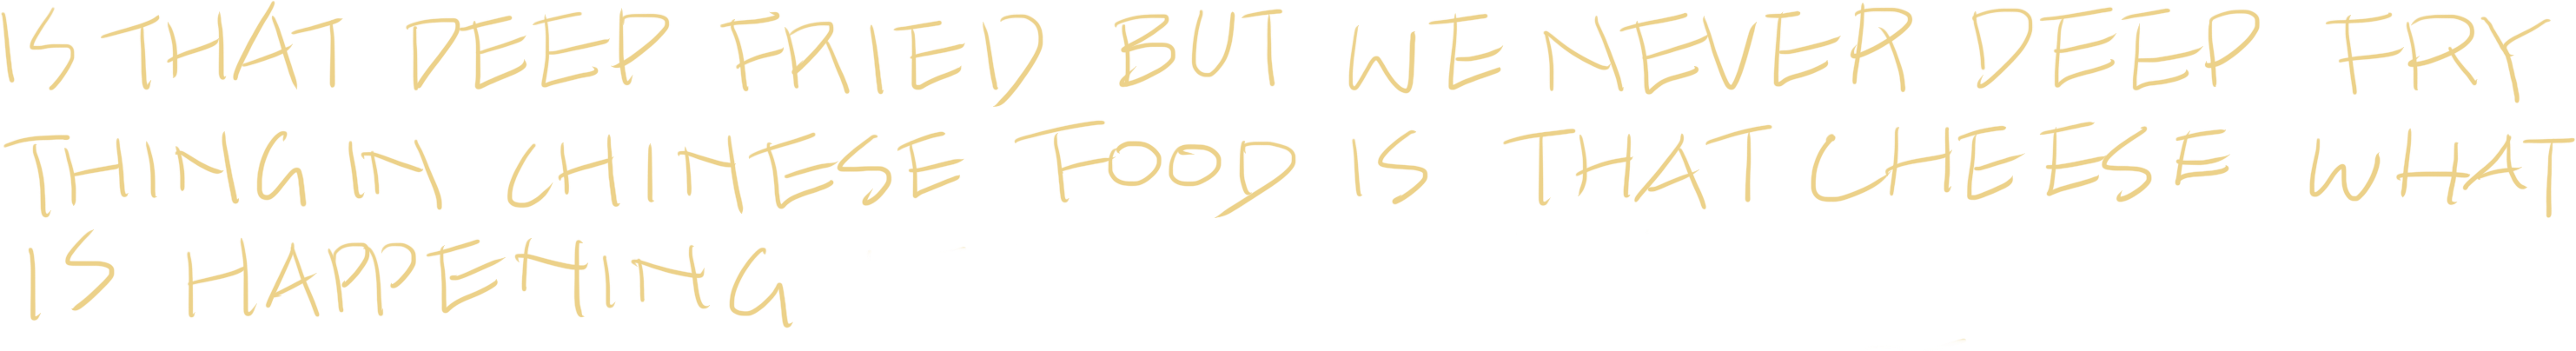 IS THAT DEEP FRIED BUT WE NEVER DEEP FRY
THING IN CHINESE FOOD IS THAT CHEESE WHAT
IS HAPPENING